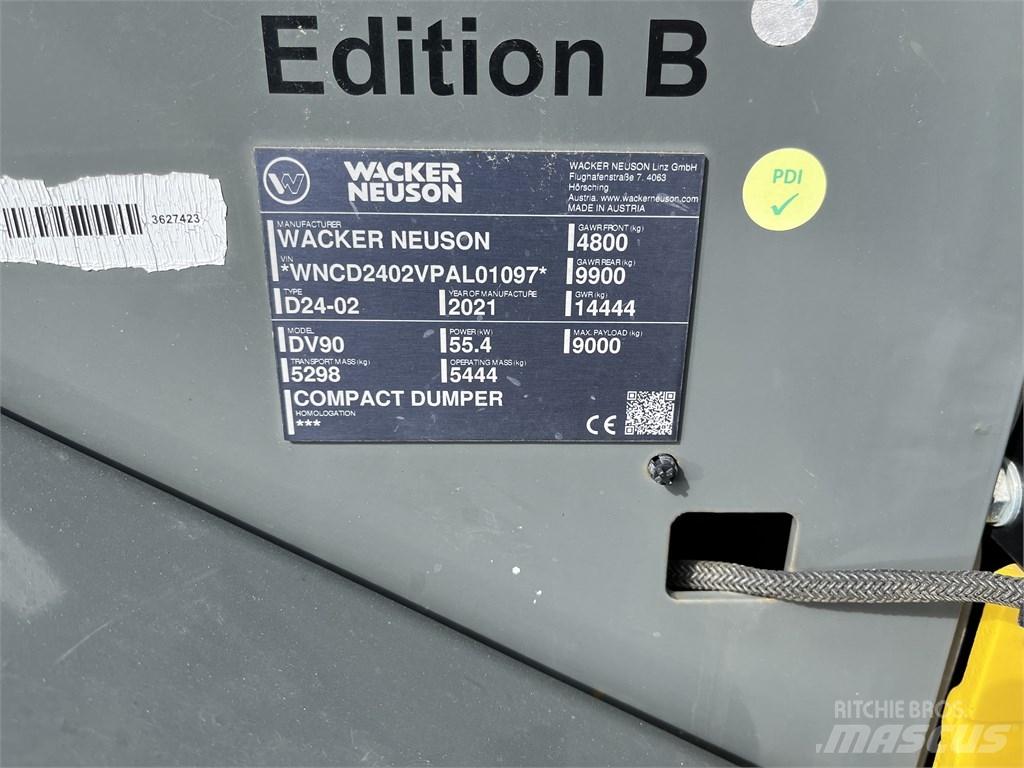 Edition B
WACKER
NEUSON
WACKER NEUSON Linz GmbH
Flughafenstraße 7, 4063
Hörsching
Austria, www.wackerneuson.com
MADE IN AUSTRIA
PDI
3627423
MANUFACTURER
WACKER NEUSON
GAWR FRONT (kg)
4800
VIN
*WNCD2402VPAL01097*
GAWR REAR (kg)
9900
TYPE
D24-02
YEAR OF MANUFACTURE
2021
GWR (kg)
14444
MODEL
DV90
POWER (kW)
55.4
MAX. PAYLOAD (kg)
9000
TRANSPORT MASS (kg)
5298
OPERATING MASS (kg)
5444
COMPACT DUMPER
HOMOLOGATION
***
CE
RITCHIE BROS.
MASCUS